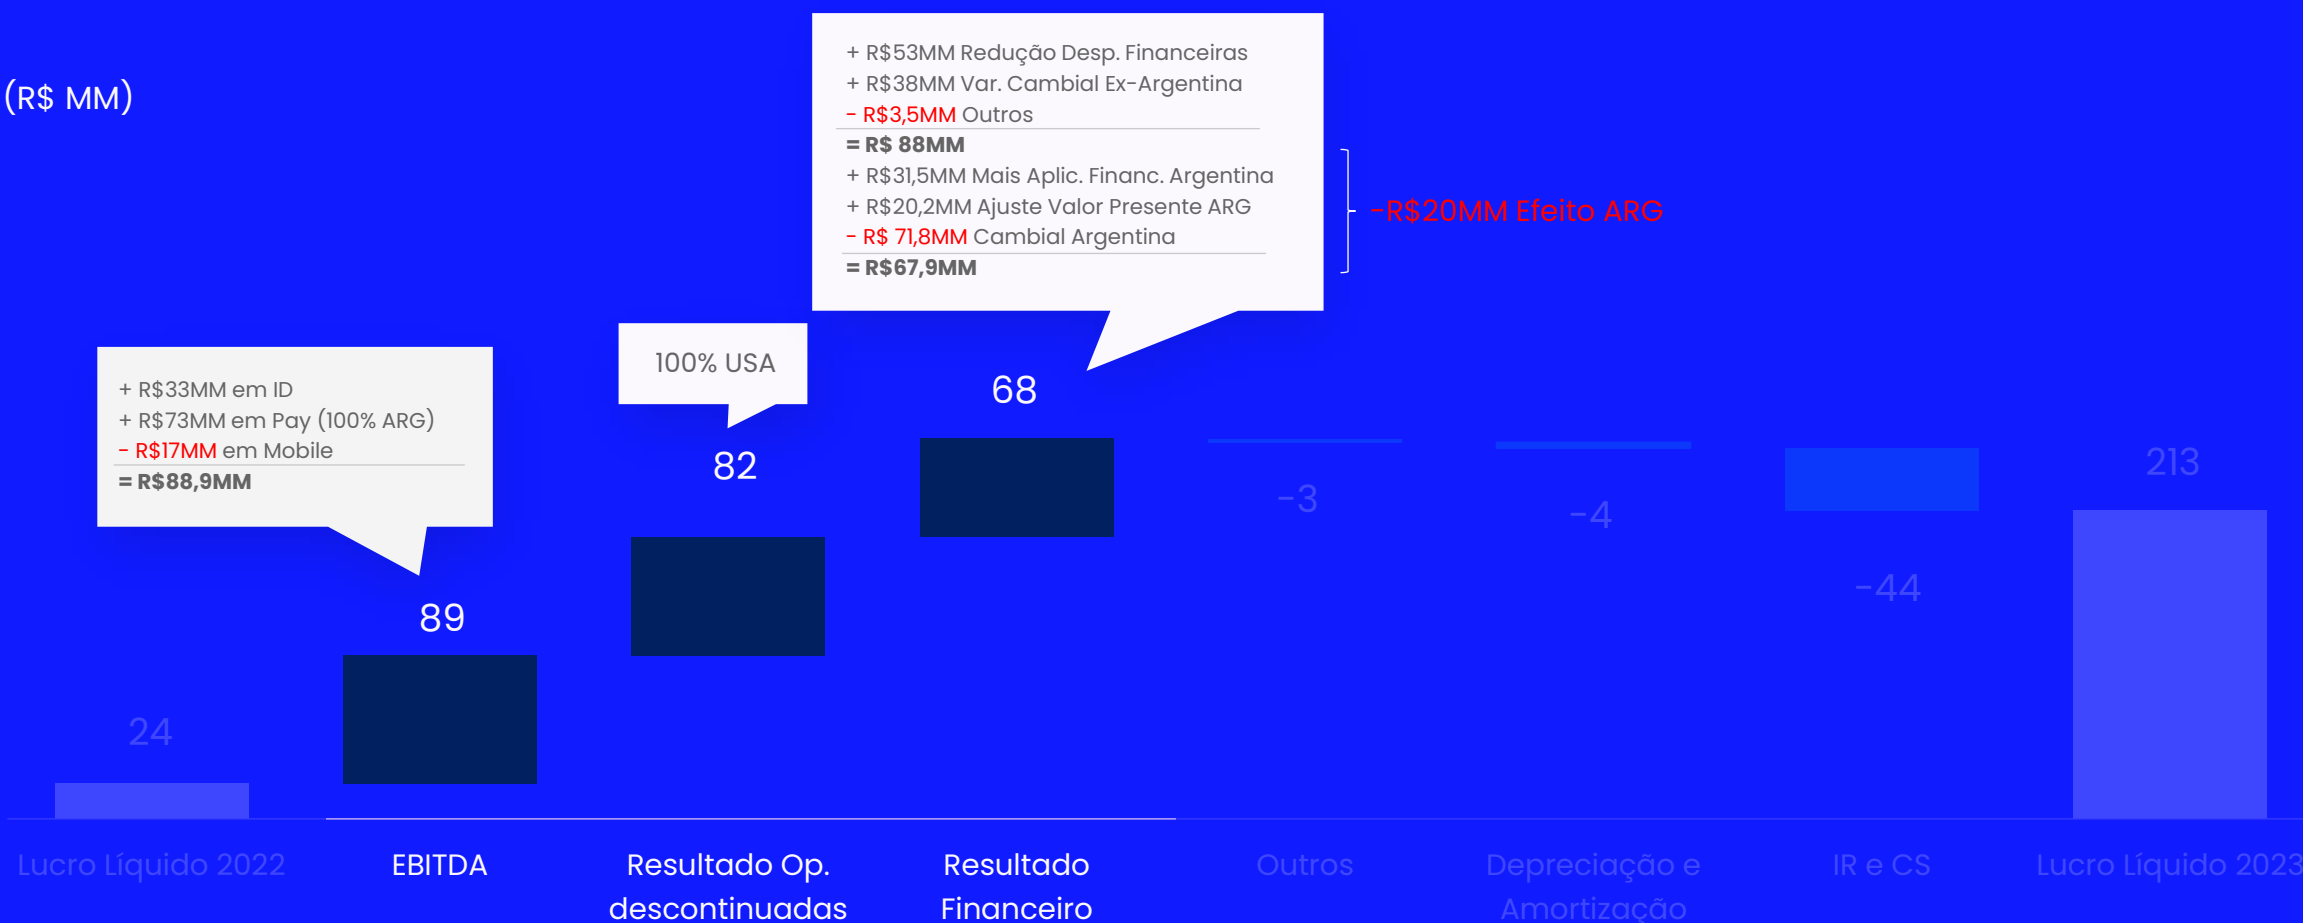 (R$ MM)
+ R$53MM Redução Desp. Financeiras
+ R$38MM Var. Cambial Ex-Argentina
- R$3,5MM Outros
= R$ 88MM
+ R$31,5MM Mais Aplic. Financ. Argentina
+ R$20,2MM Ajuste Valor Presente ARG
- R$ 71,8MM Cambial Argentina
= R$67,9MM
-R$20MM Efeito ARG
+ R$33MM em ID
+ R$73MM em Pay (100% ARG)
- R$17MM em Mobile
= R$88,9MM
100% USA
24
89
82
68
-3
-4
-44
213
Lucro Líquido 2022
EBITDA
Resultado Op.
descontinuadas
Resultado
Financeiro
Outros
Depreciação e
Amortização
IR e CS
Lucro Líquido 2023